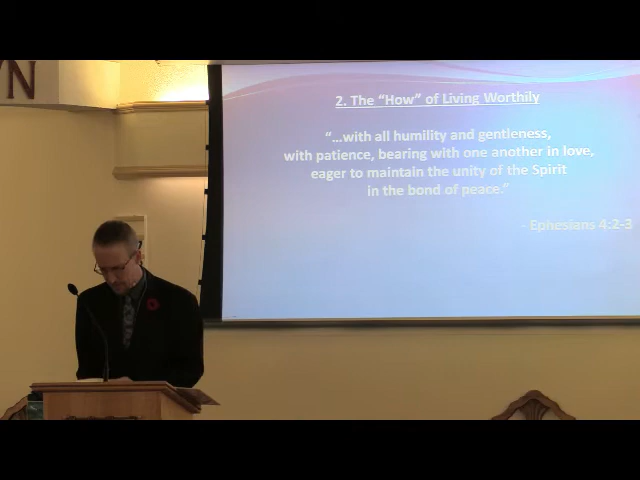 WN
2. The "How" of Living Worthily
"...with all humility and gentleness,
with patience, bearing with one another in love,
eager to maintain the unity of the Spirit
in the bond of peace."
- Ephesians 4:2-3